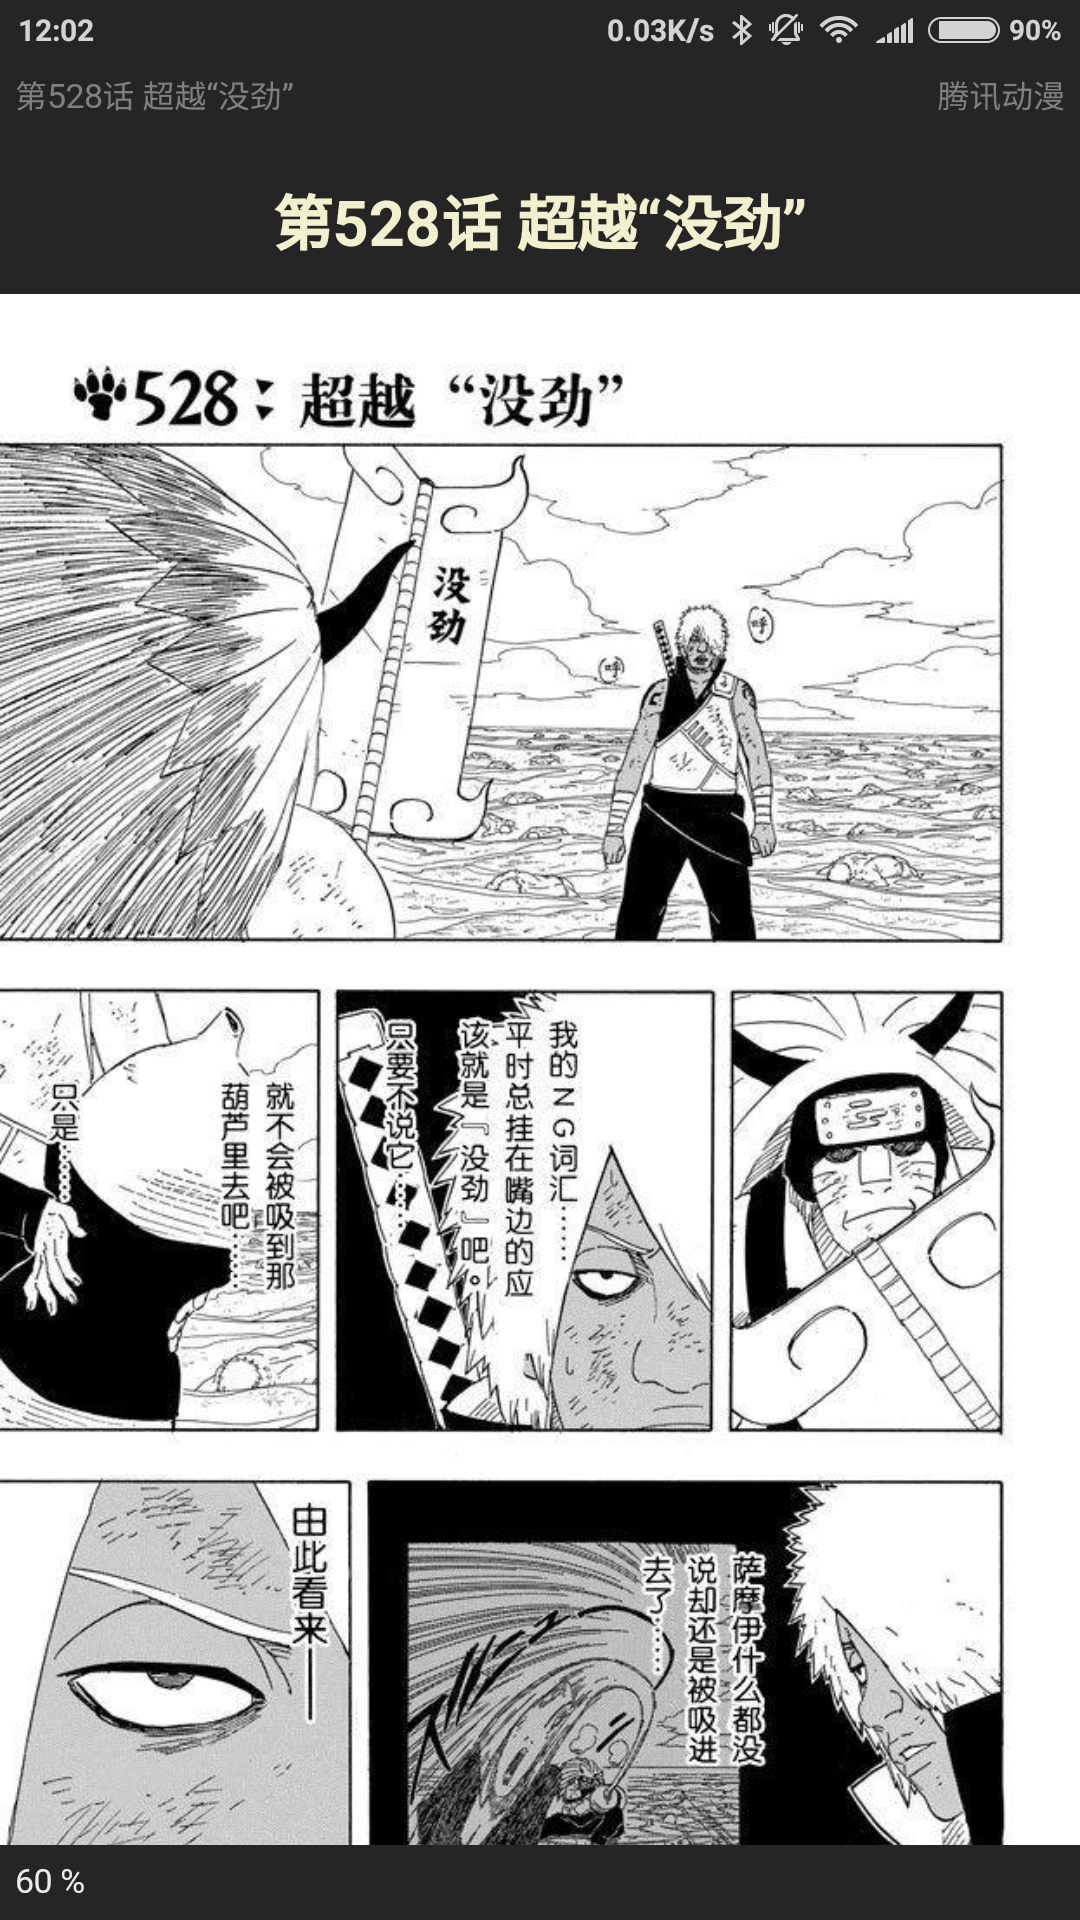 12:02
0.03K/s
90%
第528话 超越“没劲”
腾讯动漫
第528话 超越“没劲”
528：超越“没劲”
没劲
呼
呼
我的NG词汇……
平时总挂在嘴边的应
该就是『没劲』吧。
只要不说它……
就不会被吸到那
葫芦里去吧……
只是……
萨摩伊什么都没
说却还是被吸进
去了……
由此看来——
60 %